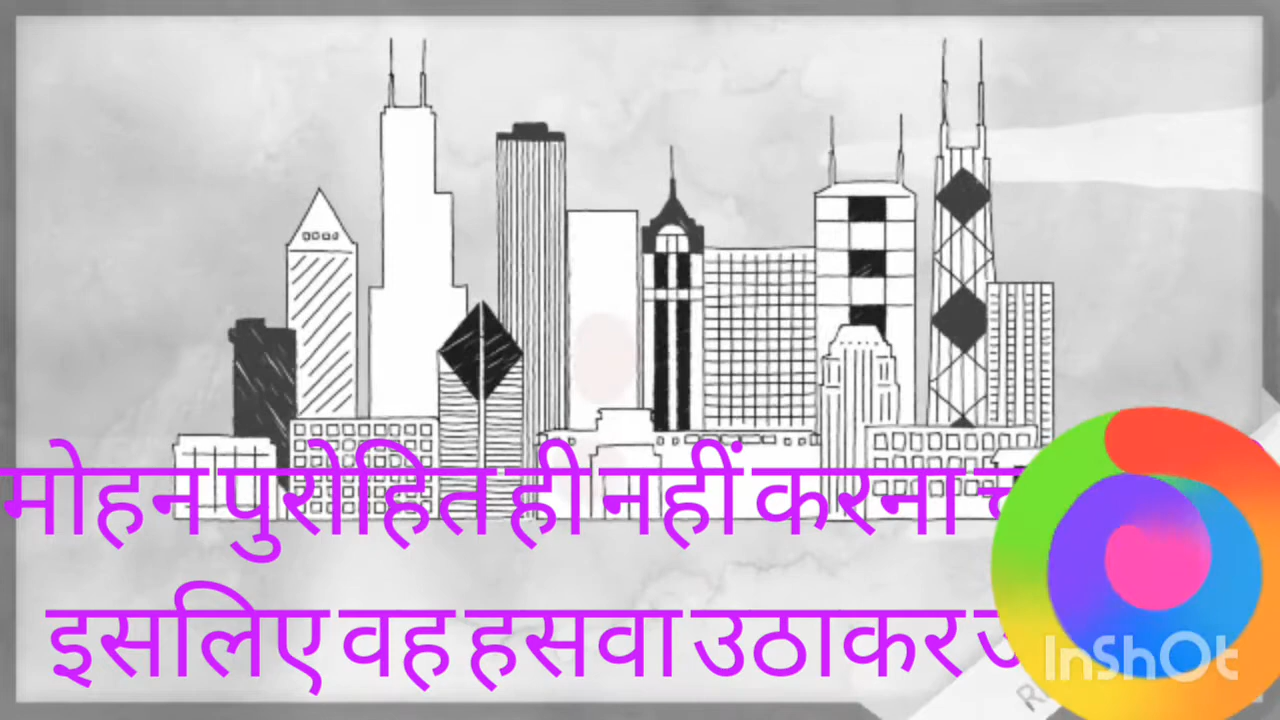 मोहन पुरोहित ही नहीं करना
इसलिए वह हसवा उठाकर
InShOt